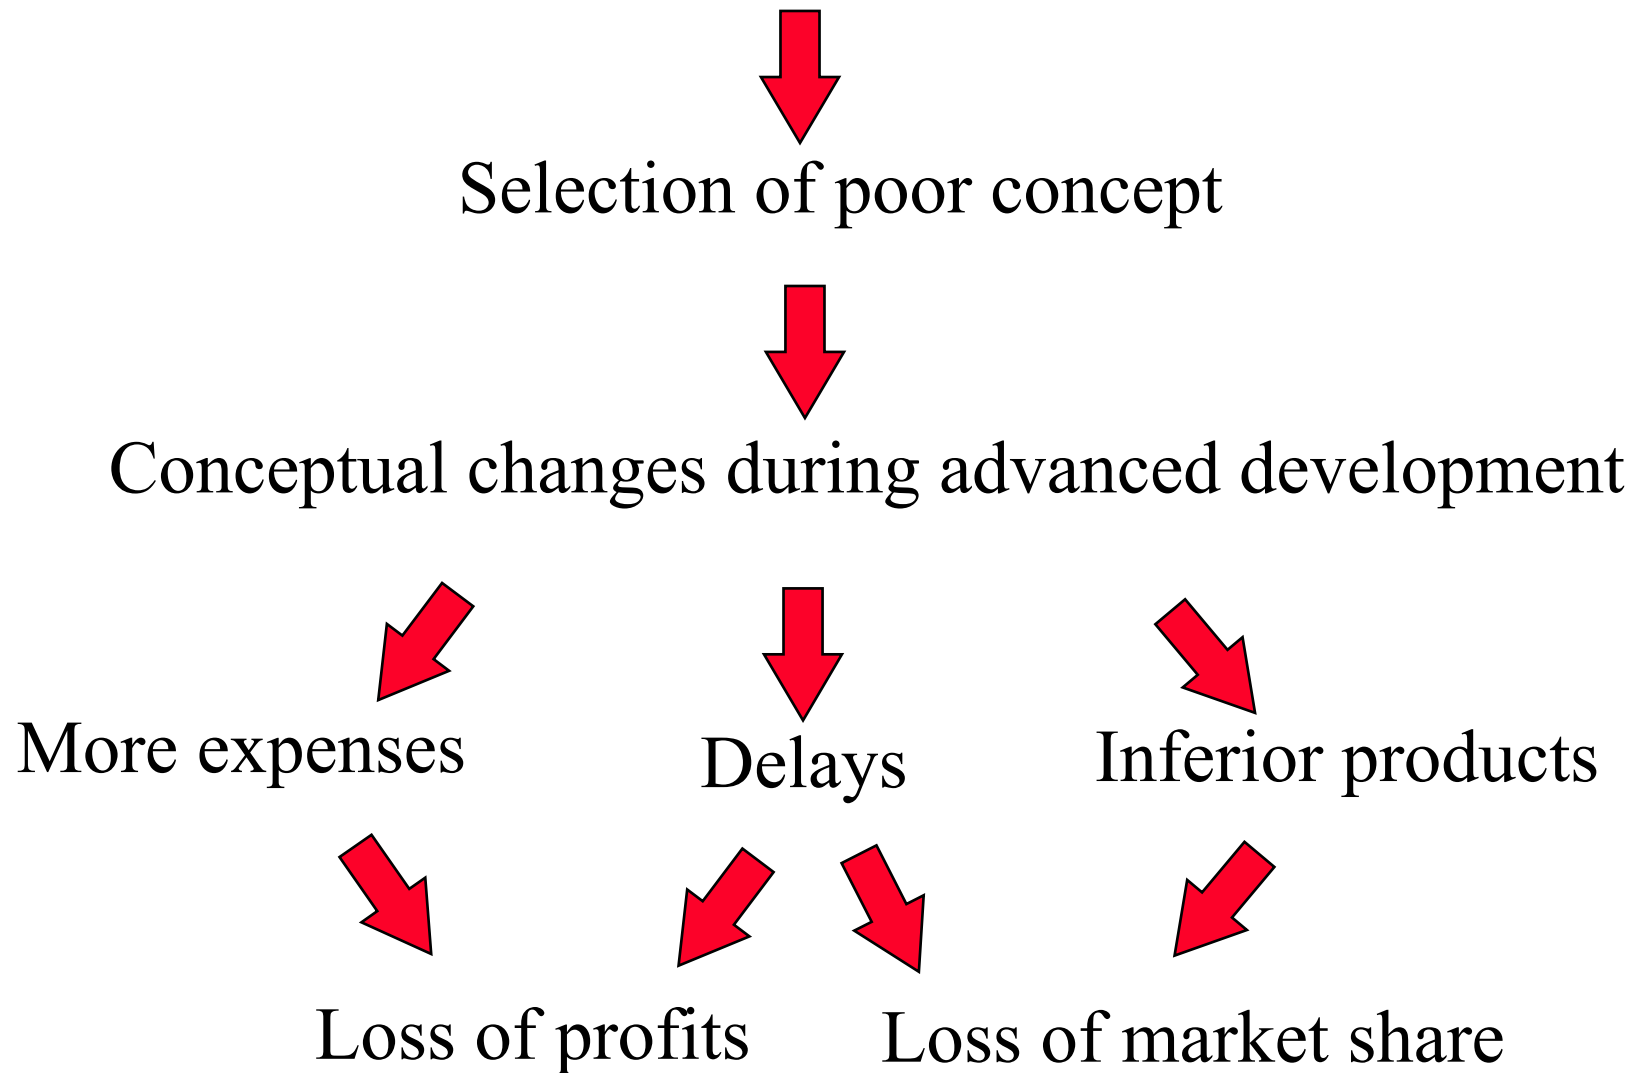 Selection of poor concept
Conceptual changes during advanced development
More expenses
Delays
Inferior products
Loss of profits
Loss of market share